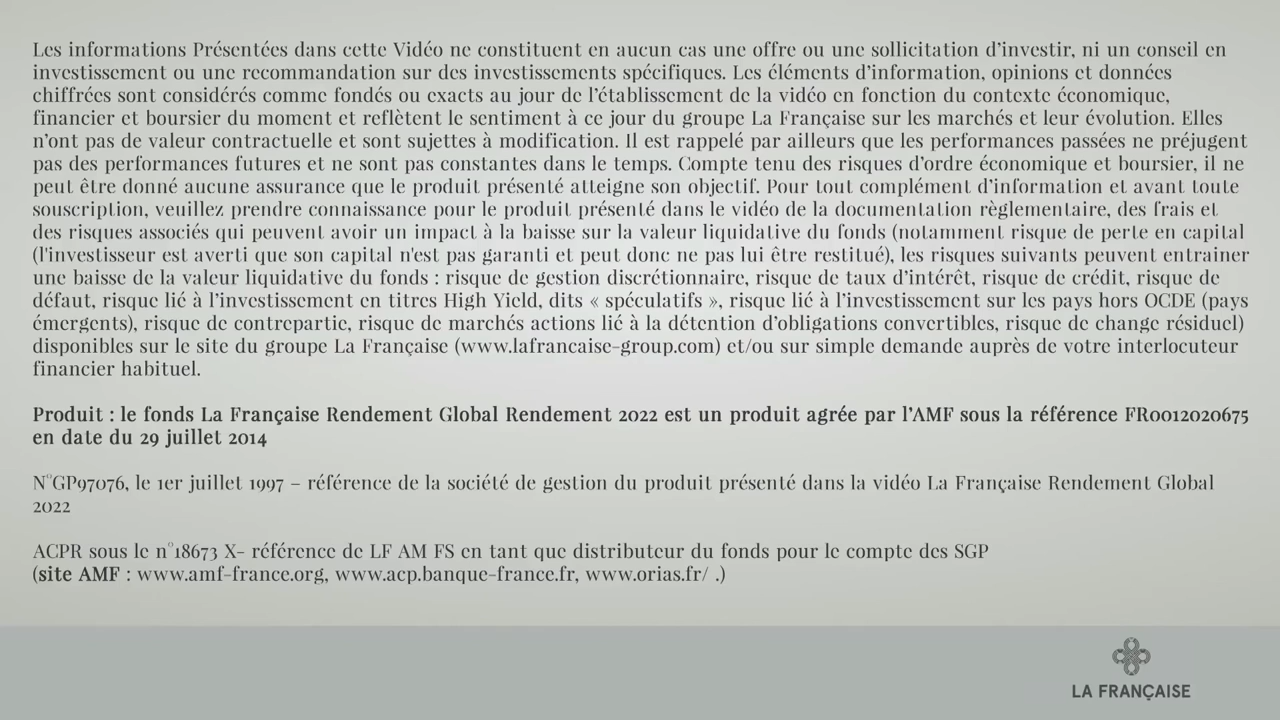 Les informations Présentées dans cette Vidéo ne constituent en aucun cas une offre ou une sollicitation d’investir, ni un conseil en
investissement ou une recommandation sur des investissements spécifiques. Les éléments d’information, opinions et données
chiffrées sont considérés comme fondés ou exacts au jour de l’établissement de la vidéo en fonction du contexte économique,
financier et boursier du moment et reflètent le sentiment à ce jour du groupe La Française sur les marchés et leur évolution. Elles
n’ont pas de valeur contractuelle et sont sujettes à modification. Il est rappelé par ailleurs que les performances passées ne préjugent
pas des performances futures et ne sont pas constantes dans le temps. Compte tenu des risques d’ordre économique et boursier, il ne
peut être donné aucune assurance que le produit présenté atteigne son objectif. Pour tout complément d’information et avant toute
souscription, veuillez prendre connaissance pour le produit présenté dans le vidéo de la documentation règlementaire, des frais et
des risques associés qui peuvent avoir un impact à la baisse sur la valeur liquidative du fonds (notamment risque de perte en capital
(l'investisseur est averti que son capital n'est pas garanti et peut donc ne pas lui être restitué), les risques suivants peuvent entrainer
une baisse de la valeur liquidative du fonds : risque de gestion discrétionnaire, risque de taux d’intérêt, risque de crédit, risque de
défaut, risque lié à l’investissement en titres High Yield, dits « spéculatifs », risque lié à l’investissement sur les pays hors OCDE (pays
émergents), risque de contrepartie, risque de marchés actions lié à la détention d’obligations convertibles, risque de change résiduel)
disponibles sur le site du groupe La Française (www.lafrancaise-group.com) et/ou sur simple demande auprès de votre interlocuteur
financier habituel.
Produit : le fonds La Française Rendement Global Rendement 2022 est un produit agrée par l’AMF sous la référence FR0012020675
en date du 29 juillet 2014
N°GP97076, le 1er juillet 1997 – référence de la société de gestion du produit présenté dans la vidéo La Française Rendement Global
2022
ACPR sous le n°18673 X- référence de LF AM FS en tant que distributeur du fonds pour le compte des SGP
(site AMF : www.amf-france.org, www.acp.banque-france.fr, www.orias.fr/ .)
LA FRANÇAISE